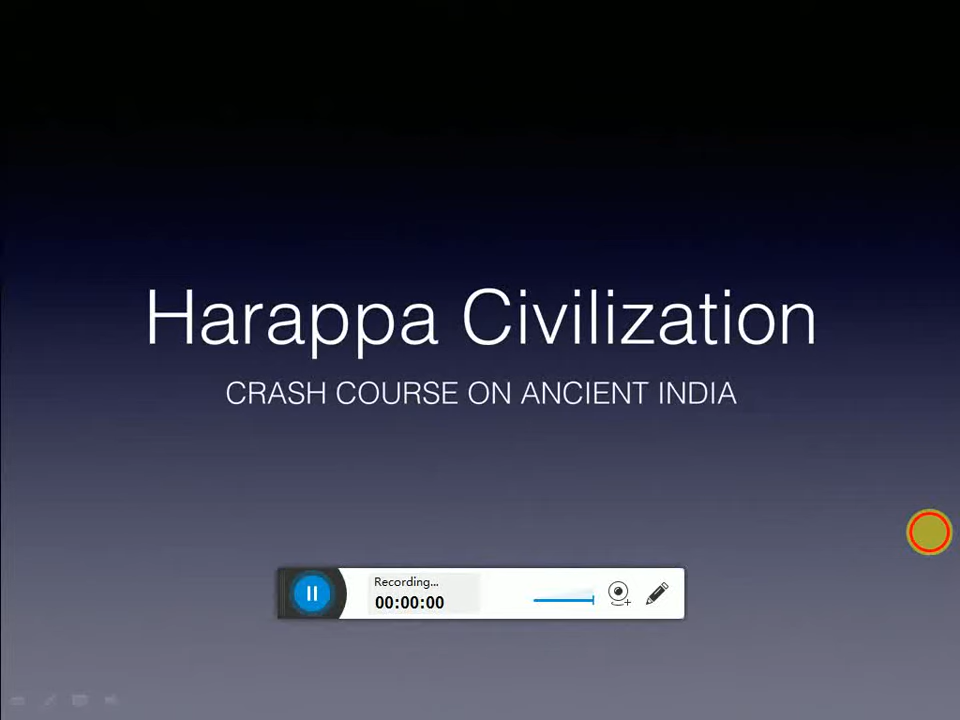 Harappa Civilization
CRASH COURSE ON ANCIENT INDIA
Recording...
00:00:00